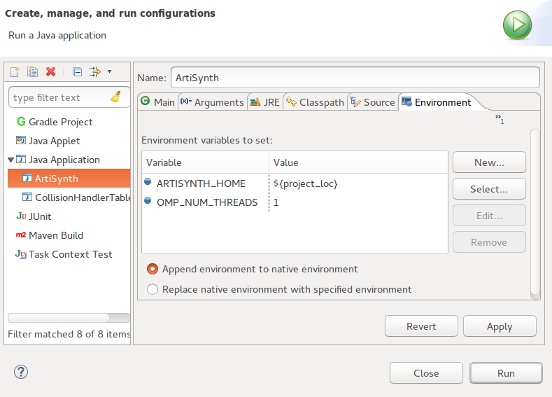 Create, manage, and run configurations
Run a Java application
type filter text
Gradle Project
Java Applet
Java Application
ArtiSynth
CollisionHandlerTable
JUnit
Maven Build
Task Context Test
Filter matched 8 of 8 items
Name: ArtiSynth
Main (x)= Arguments JRE Classpath Source Environment
»1
Environment variables to set:
Variable Value
ARTISYNTH_HOME ${project_loc}
OMP_NUM_THREADS 1
New...
Select...
Edit...
Remove
Append environment to native environment
Replace native environment with specified environment
Revert Apply
Close Run